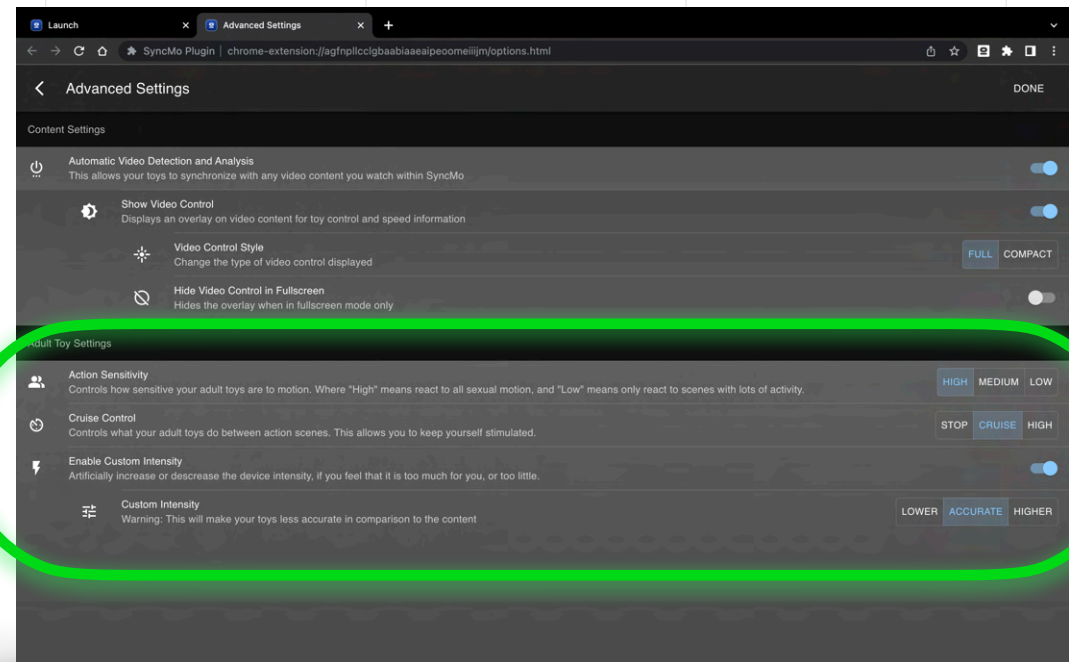 Launch
Advanced Settings
SyncMo Plugin | chrome-extension://agfnpllcclgbaabiaaeaipeoomeiiijm/options.html
Advanced Settings
DONE
Content Settings
Automatic Video Detection and Analysis
This allows your toys to synchronize with any video content you watch within SyncMo
Show Video Control
Displays an overlay on video content for toy control and speed information
Video Control Style
Change the type of video control displayed
FULL COMPACT
Hide Video Control in Fullscreen
Hides the overlay when in fullscreen mode only
Adult Toy Settings
Action Sensitivity
Controls how sensitive your adult toys are to motion. Where "High" means react to all sexual motion, and "Low" means only react to scenes with lots of activity.
HIGH MEDIUM LOW
Cruise Control
Controls what your adult toys do between action scenes. This allows you to keep yourself stimulated.
STOP CRUISE HIGH
Enable Custom Intensity
Artificially increase or descrease the device intensity, if you feel that it is too much for you, or too little.
Custom Intensity
Warning: This will make your toys less accurate in comparison to the content
LOWER ACCURATE HIGHER